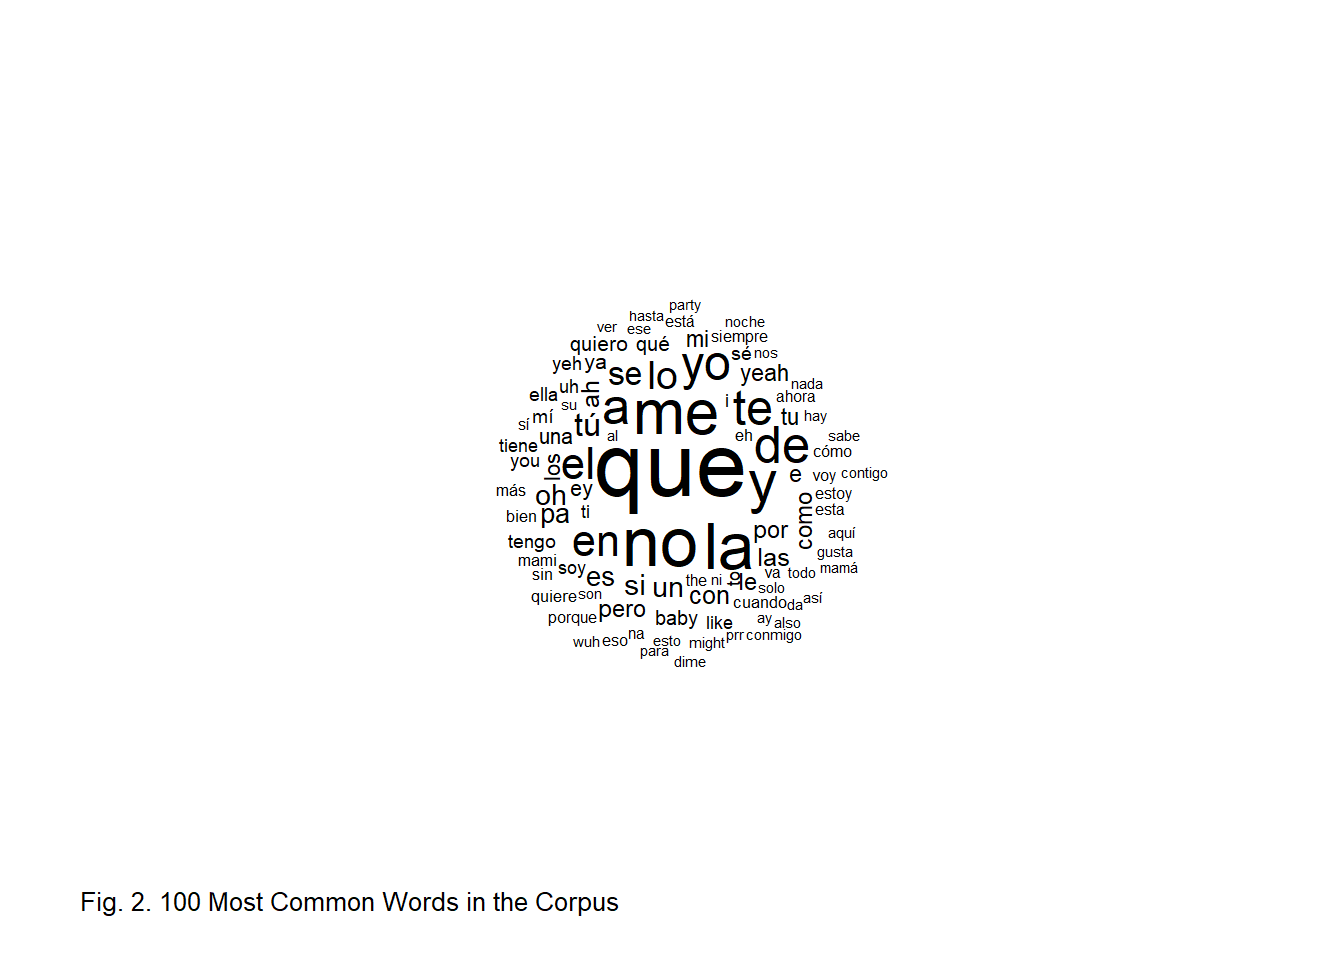 party
hasta
está
noche
ver
ese
quiero
qué
mi
siempre
sé
nos
yeh
ya
se
lo
yo
yeah
nada
ella
uh
ah
a
me
i
te
ahora
su
sí
mí
tú
tu
hay
al
eh
de
sabe
tiene
una
cómo
you
los
el
que
y
e
voy
contigo
más
oh
ey
estoy
bien
pa
ti
como
esta
por
aquí
tengo
en
no
la
las
gusta
mami
sin
soy
es
si
un
the
ni
to
le
va
todo
mamá
solo
quiere
son
con
cuando
da
así
porque
pero
baby
like
ay
also
wuh
eso
na
esto
might
prr
conmigo
para
dime
Fig. 2. 100 Most Common Words in the Corpus